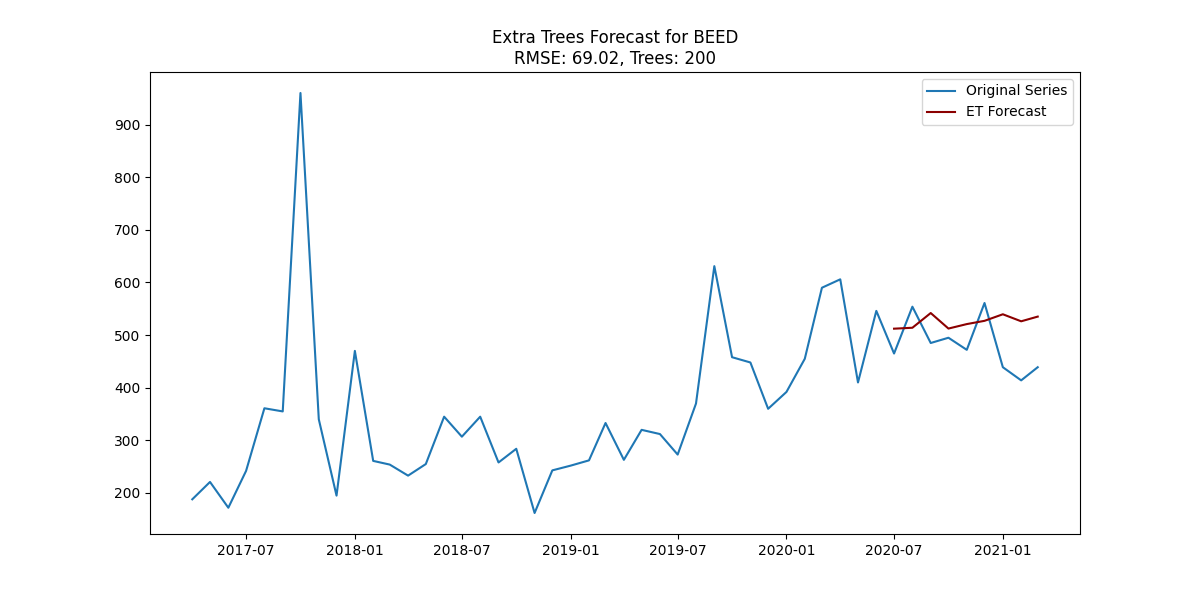 Extra Trees Forecast for BEED
RMSE: 69.02, Trees: 200
Original Series
ET Forecast
900
800
700
600
500
400
300
200
2017-07 2018-01 2018-07 2019-01 2019-07 2020-01 2020-07 2021-01